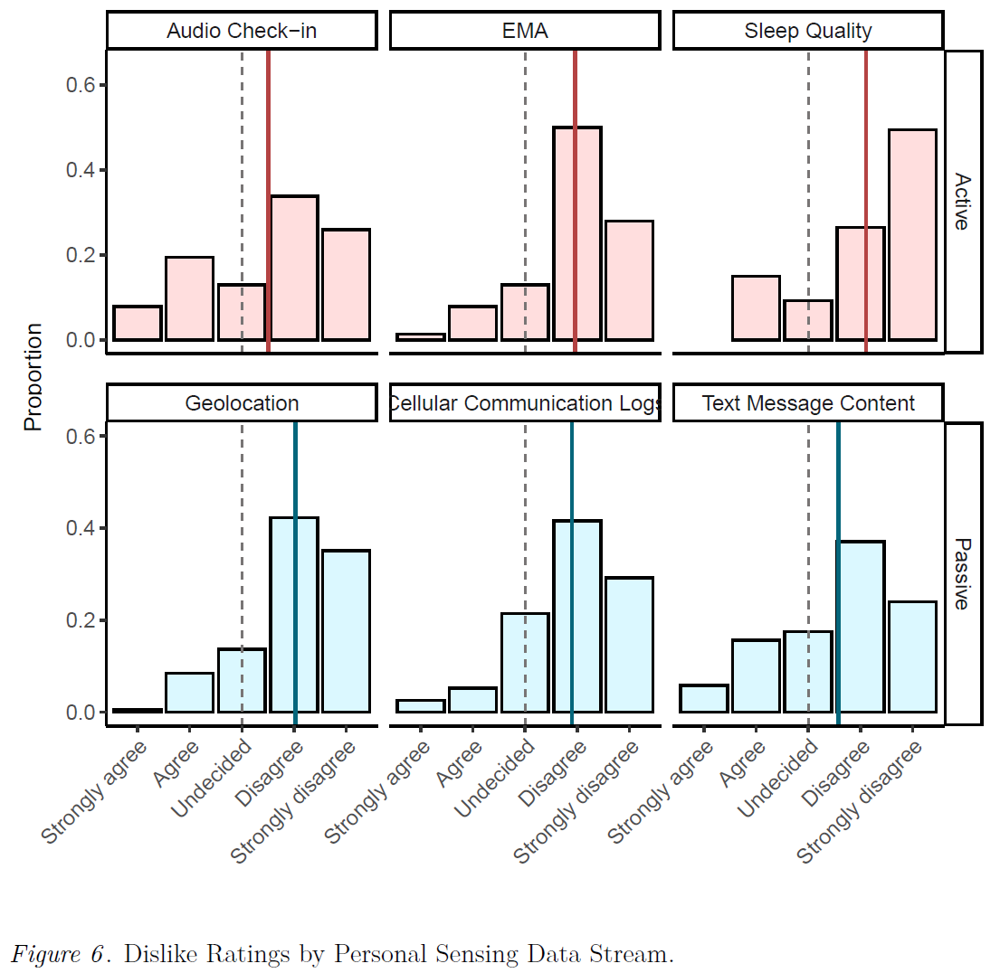 Audio Check−in
EMA
Sleep Quality
0.6
0.4
0.2
0.0
Active
Proportion
Geolocation
Cellular Communication Logs
Text Message Content
0.6
0.4
0.2
0.0
Passive
Strongly agree
Agree
Undecided
Disagree
Strongly disagree
Strongly agree
Agree
Undecided
Disagree
Strongly disagree
Strongly agree
Agree
Undecided
Disagree
Strongly disagree
Figure 6. Dislike Ratings by Personal Sensing Data Stream.